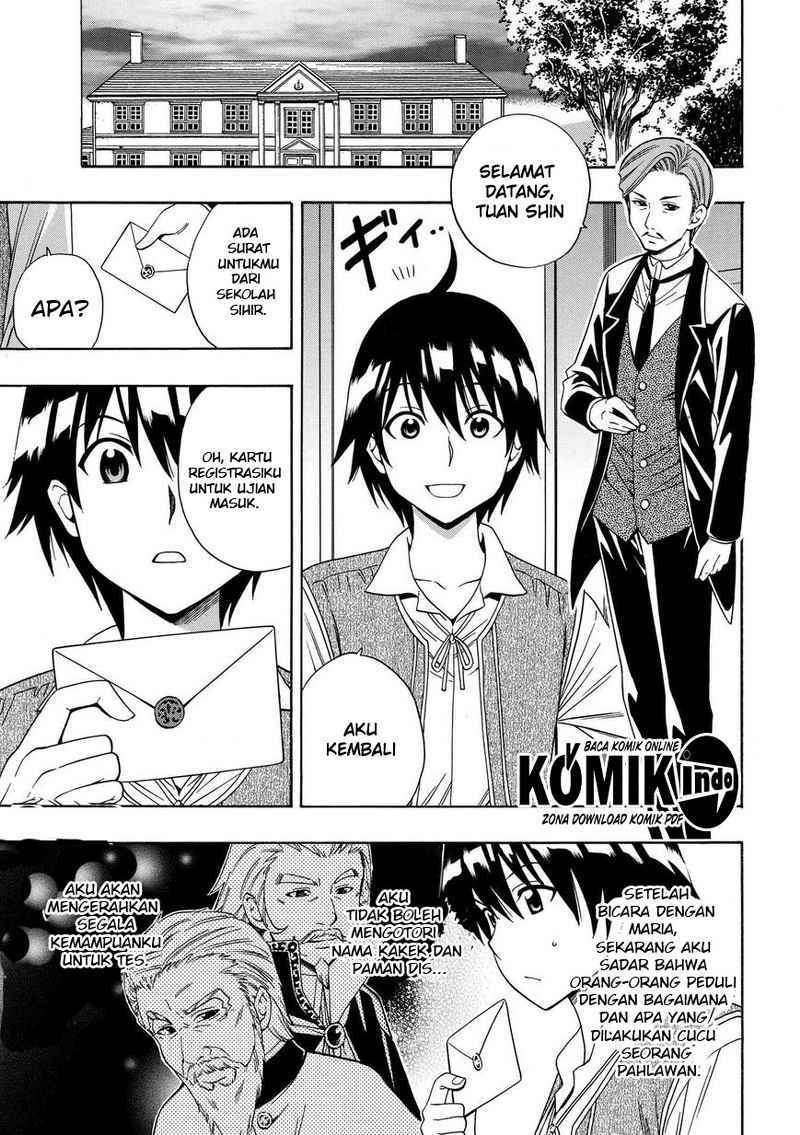 SELAMAT
DATANG,
TUAN SHIN
ギイ..
AKU
KEMBALI
ADA
SURAT
UNTUKMU
DARI
SEKOLAH
SIHIR.
APA?
OH, KARTU
REGISTRASIKU
UNTUK UJIAN
MASUK.
BACA KOMIK ONLINE
KOMIK indo
ZONA DOWNLOAD KOMIK PDF
SETELAH
BICARA DENGAN
MARIA,
SEKARANG AKU
SADAR BAHWA
ORANG-ORANG PEDULI
DENGAN BAGAIMANA
DAN APA YANG
DILAKUKAN CUCU
SEORANG
PAHLAWAN.
AKU
TIDAK BOLEH
MENGOTORI
NAMA KAKEK DAN
PAMAN DIS...
AKU AKAN
MENGERAHKAN
SEGALA
KEMAMPUANKU
UNTUK TES.